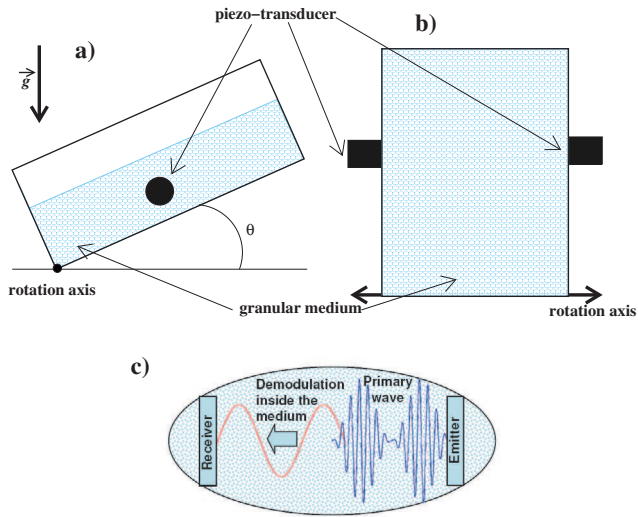 piezo-transducer
a)
b)
g
θ
rotation axis
granular medium
rotation axis
c)
Demodulation
inside the
medium
Primary
wave
Receiver
Emitter